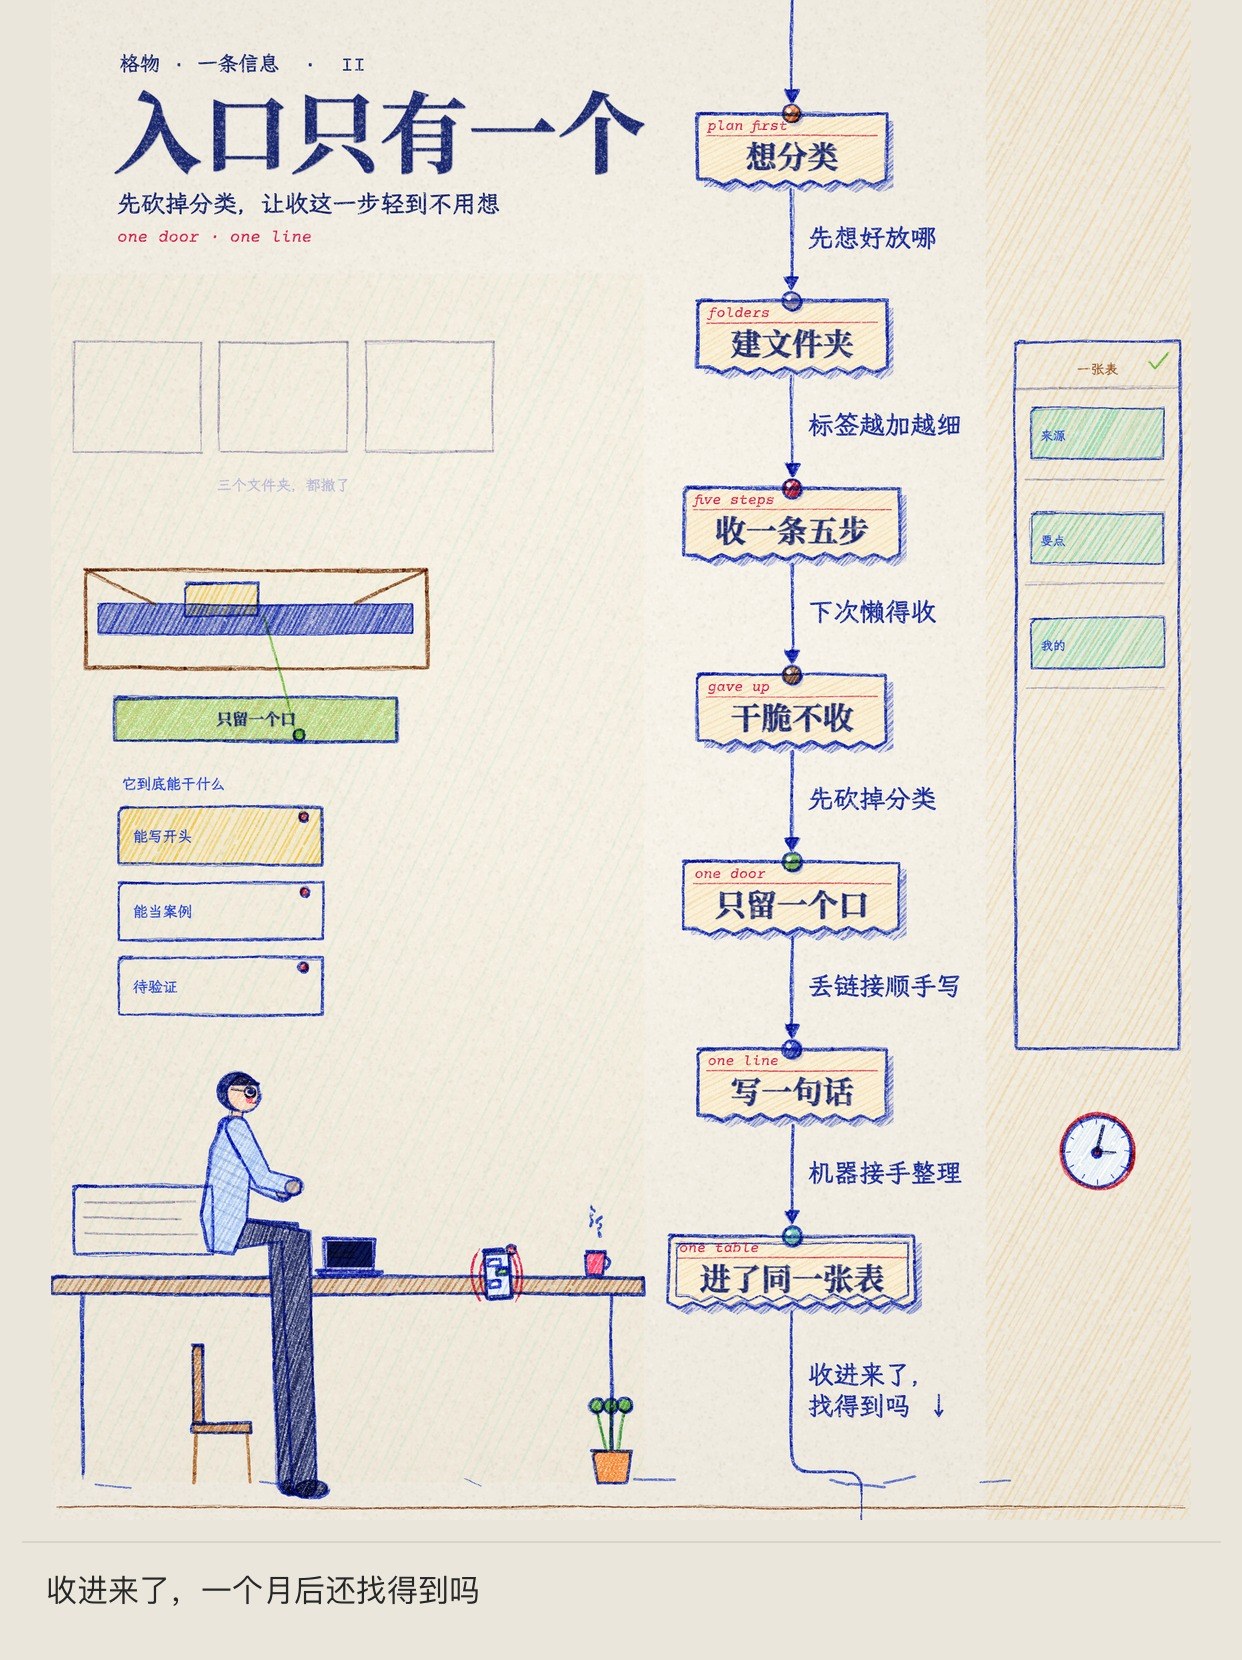 格物 · 一条信息 · II
入口只有一个
先砍掉分类，让收这一步轻到不用想
one door · one line
三个文件夹，都撤了
只留一个口
它到底能干什么
能写开头
能当案例
待验证
plan first
想分类
先想好放哪
folders
建文件夹
标签越加越细
five steps
收一条五步
下次懒得收
gave up
干脆不收
先砍掉分类
one door
只留一个口
丢链接顺手写
one line
写一句话
机器接手整理
one table
进了同一张表
收进来了，
找得到吗 ↓
一张表
来源
要点
我的
收进来了，一个月后还找得到吗